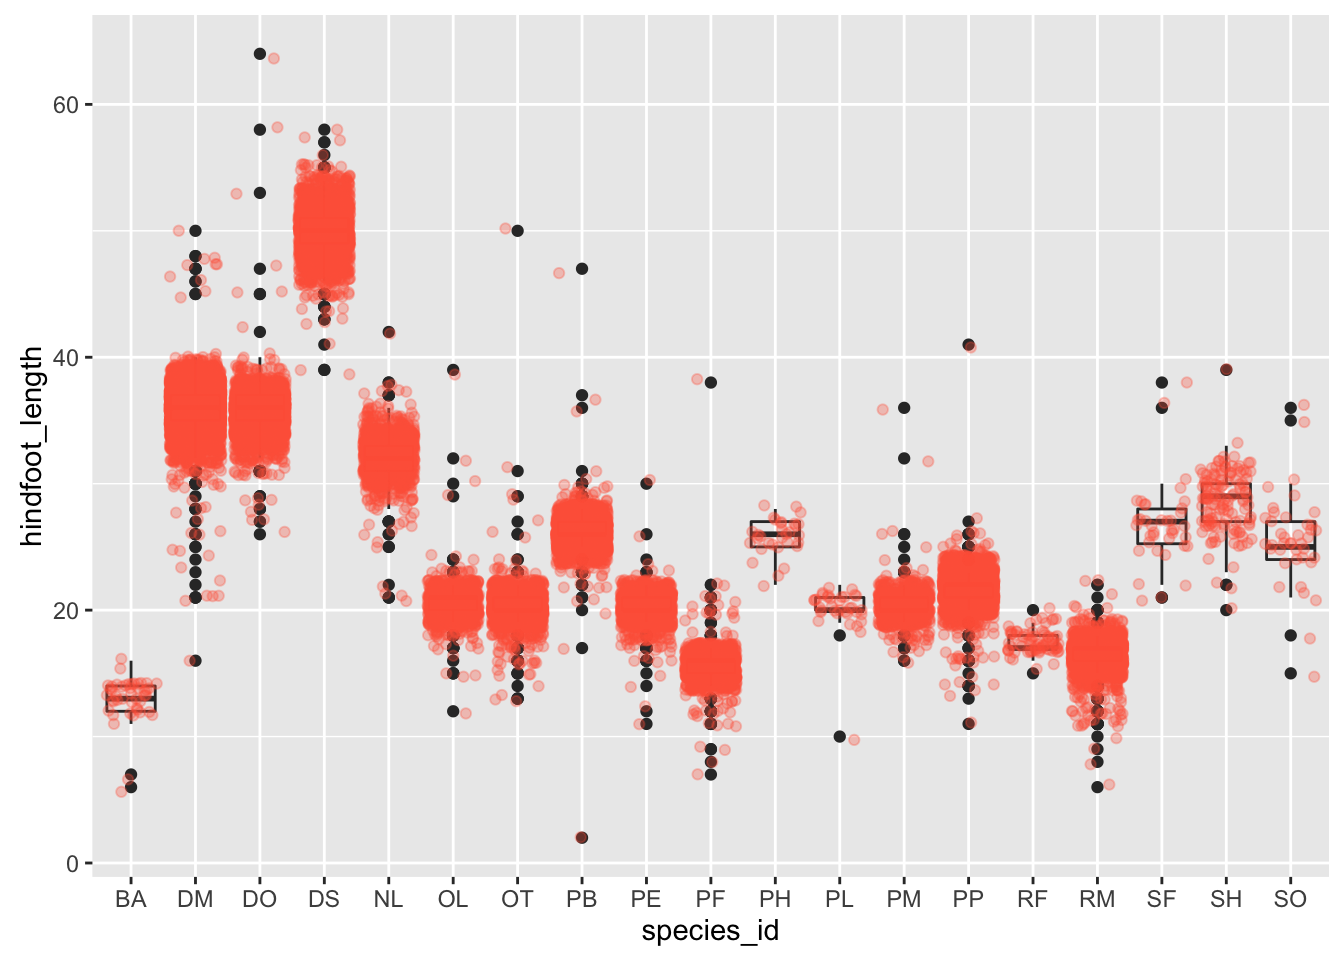 60
40
20
0
hindfoot_length
BA DM DO DS NL OL OT PB PE PF PH PL PM PP RF RM SF SH SO
species_id